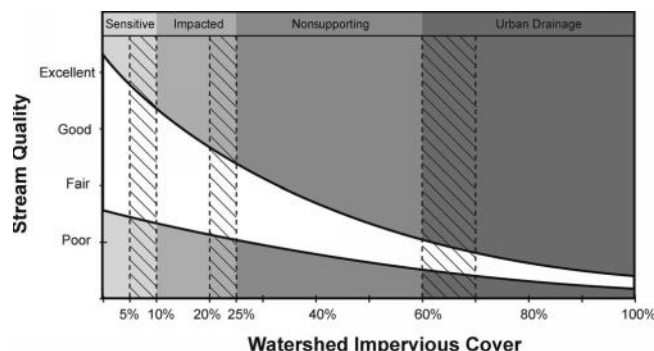 Sensitive Impacted Nonsupporting Urban Drainage
Excellent
Good
Fair
Poor
Stream Quality
5% 10% 20% 25% 40% 60% 80% 100%
Watershed Impervious Cover